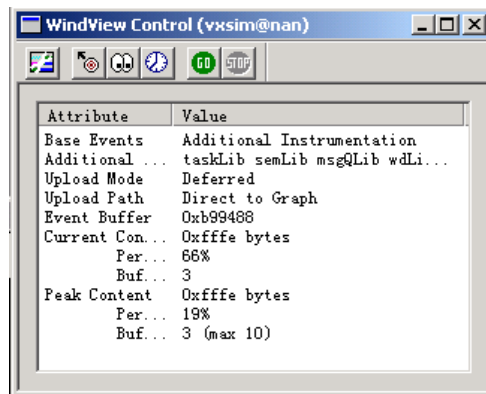 WindView Control (vxsim@nan)
GO STOP
Attribute Value
Base Events Additional Instrumentation
Additional ... taskLib semLib msgQLib wdLi...
Upload Mode Deferred
Upload Path Direct to Graph
Event Buffer 0xb99488
Current Con... 0xfffe bytes
Per... 66%
Buf... 3
Peak Content 0xfffe bytes
Per... 19%
Buf... 3 (max 10)